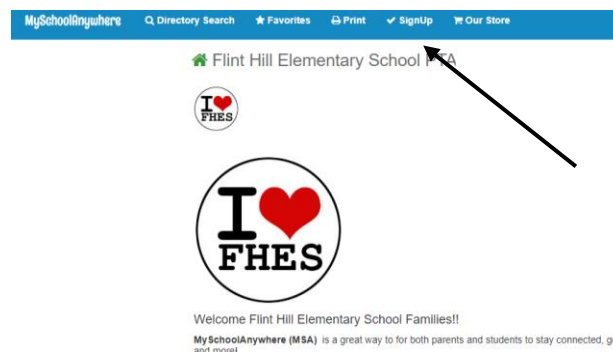 MySchoolAnywhere Directory Search Favorites Print SignUp Our Store
Flint Hill Elementary School PTA
I
FHES
I
FHES
Welcome Flint Hill Elementary School Families!!
MySchoolAnywhere (MSA) is a great way to for both parents and students to stay connected, g
and more!